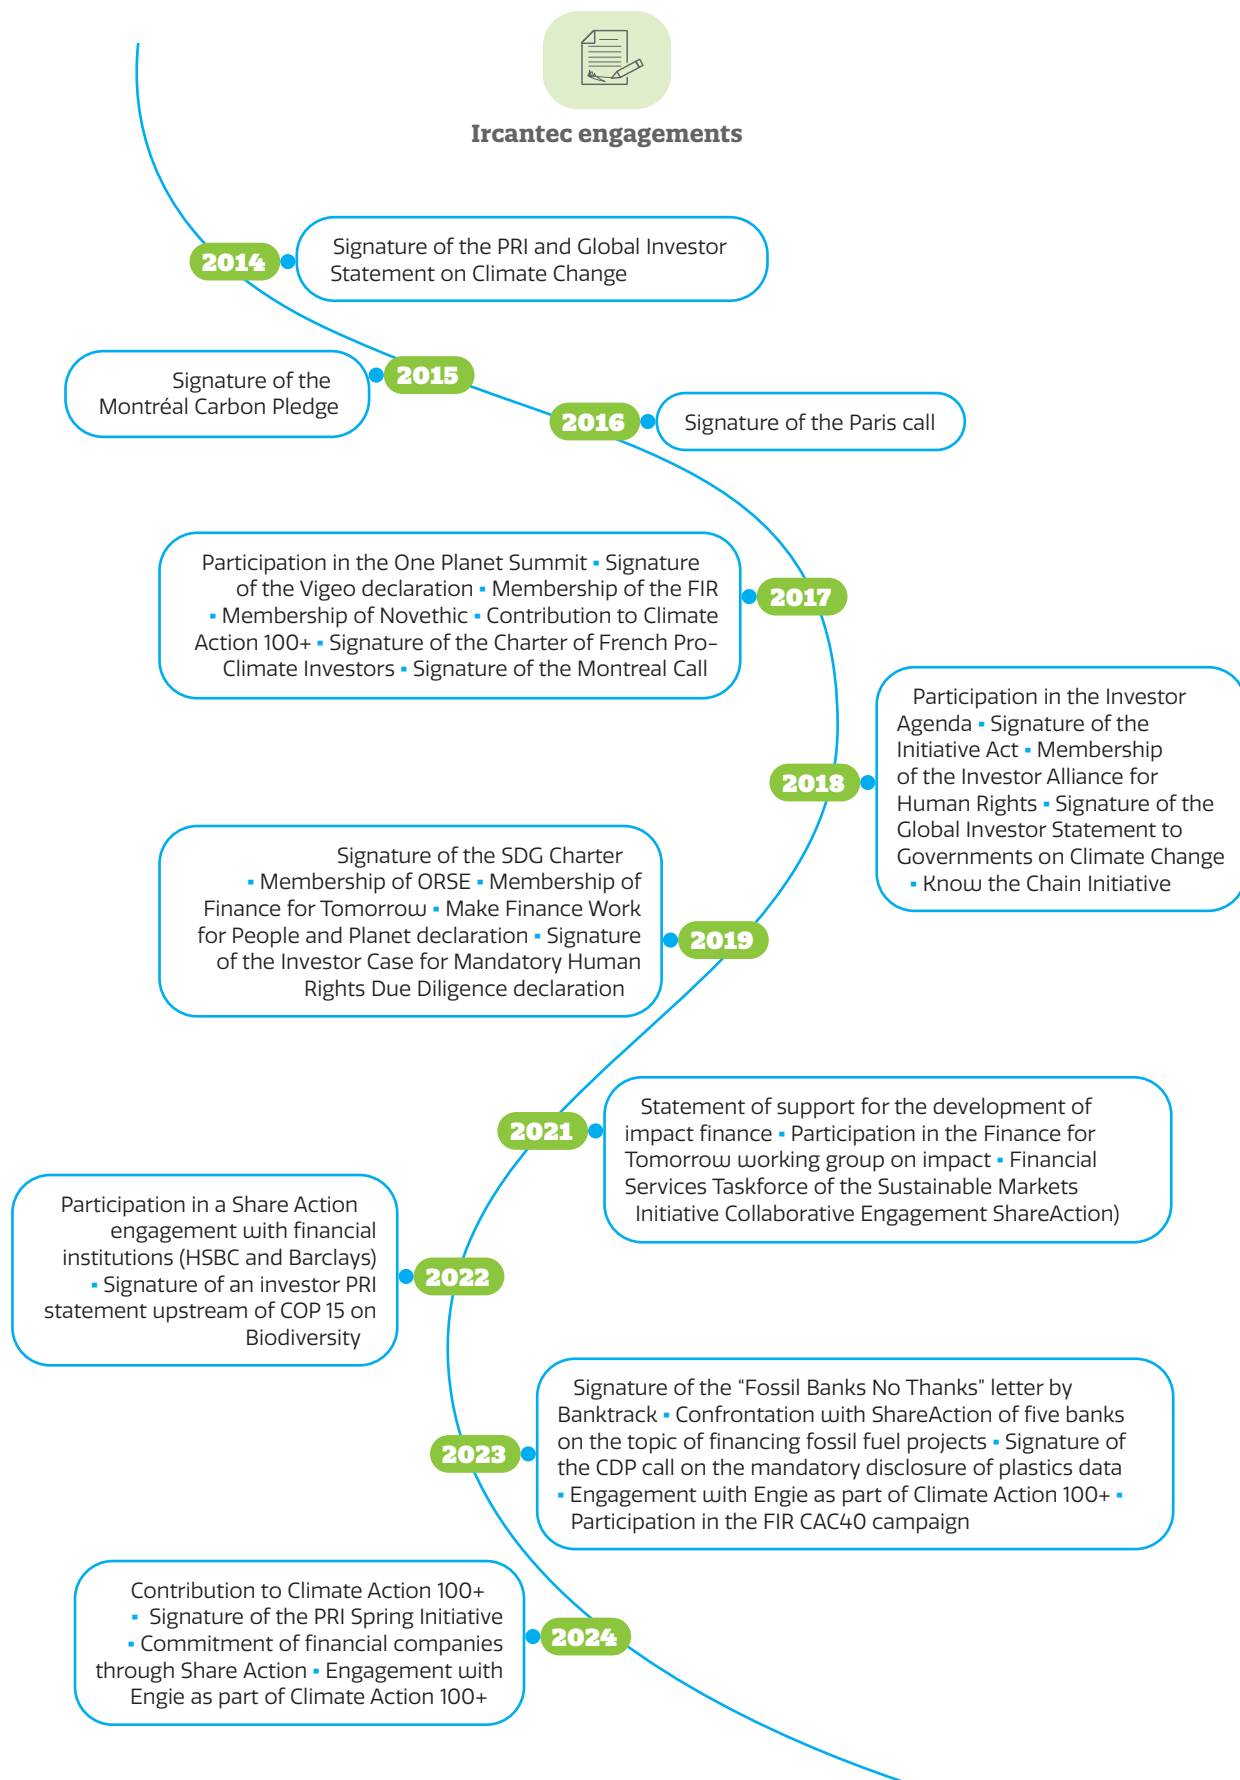 Ircantec engagements
2014
Signature of the PRI and Global Investor
Statement on Climate Change
Signature of the
Montréal Carbon Pledge
2015
2016
Signature of the Paris call
Participation in the One Planet Summit ▪ Signature
of the Vigeo declaration ▪ Membership of the FIR
▪ Membership of Novethic ▪ Contribution to Climate
Action 100+ ▪ Signature of the Charter of French Pro-
Climate Investors ▪ Signature of the Montreal Call
2017
2018
Participation in the Investor
Agenda ▪ Signature of the
Initiative Act ▪ Membership
of the Investor Alliance for
Human Rights ▪ Signature of the
Global Investor Statement to
Governments on Climate Change
▪ Know the Chain Initiative
Signature of the SDG Charter
▪ Membership of ORSE ▪ Membership of
Finance for Tomorrow ▪ Make Finance Work
for People and Planet declaration ▪ Signature
of the Investor Case for Mandatory Human
Rights Due Diligence declaration
2019
2021
Statement of support for the development of
impact finance ▪ Participation in the Finance for
Tomorrow working group on impact ▪ Financial
Services Taskforce of the Sustainable Markets
Initiative Collaborative Engagement ShareAction)
Participation in a Share Action
engagement with financial
institutions (HSBC and Barclays)
▪ Signature of an investor PRI
statement upstream of COP 15 on
Biodiversity
2022
2023
Signature of the “Fossil Banks No Thanks” letter by
Banktrack ▪ Confrontation with ShareAction of five banks
on the topic of financing fossil fuel projects ▪ Signature of
the CDP call on the mandatory disclosure of plastics data
▪ Engagement with Engie as part of Climate Action 100+ ▪
Participation in the FIR CAC40 campaign
Contribution to Climate Action 100+
▪ Signature of the PRI Spring Initiative
▪ Commitment of financial companies
through Share Action ▪ Engagement with
Engie as part of Climate Action 100+
2024